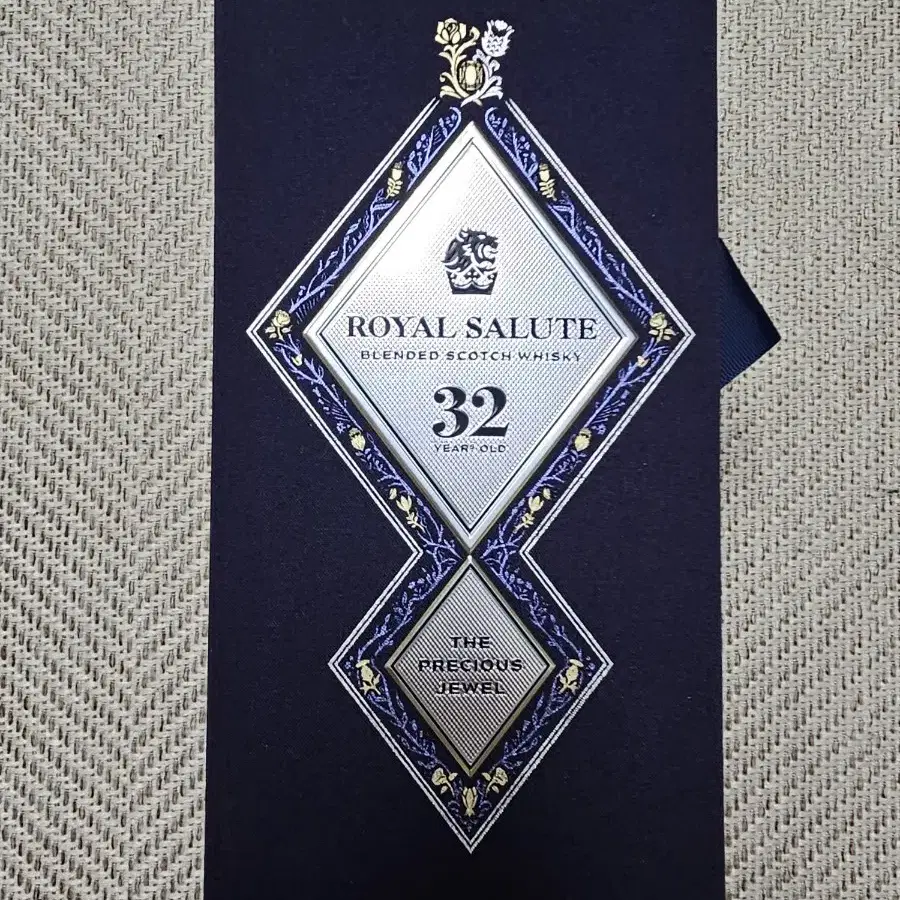 ROYAL SALUTE
BLENDED SCOTCH WHISKY
32
YEARS OLD
THE
PRECIOUS
JEWEL